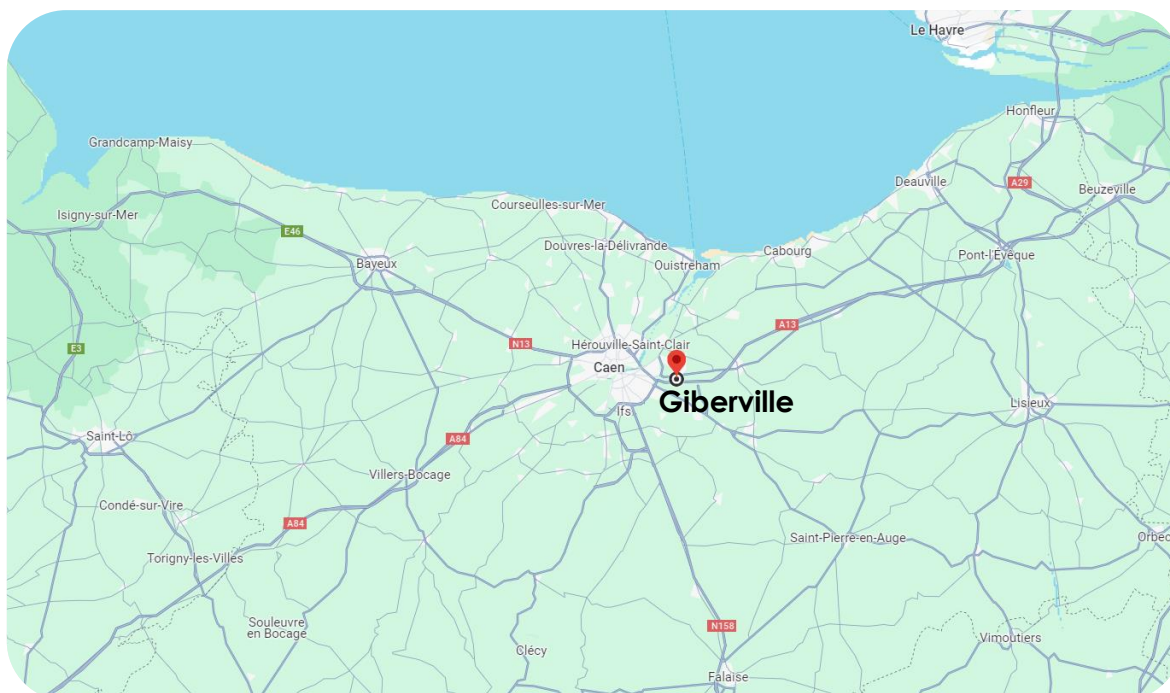 Le Havre
Honfleur
Grandcamp-Maisy
Deauville
A29
Beuzeville
Isigny-sur-Mer
Courseulles-sur-Mer
E46
Douvres-la-Délivrande
Cabourg
Pont-l'Évêque
Bayeux
Ouistreham
A13
N13
Hérouville-Saint-Clair
E3
Caen
Giberville
Ifs
Lisieux
Saint-Lô
A84
Villers-Bocage
Condé-sur-Vire
A84
Saint-Pierre-en-Auge
Orbec
Torigny-les-Villes
Souleuvre
en Bocage
N158
Vimoutiers
Clécy
Falaise